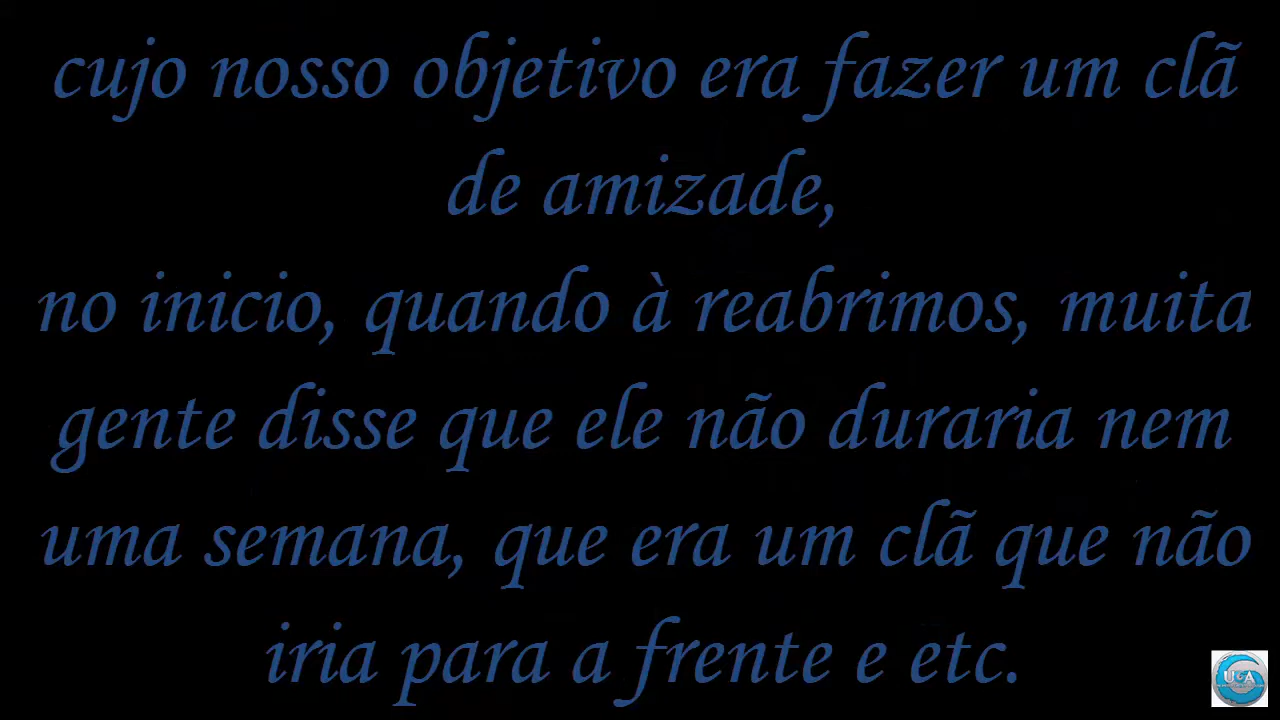 cujo nosso objetivo era fazer um clã
de amizade,
no inicio, quando à reabrimos, muita
gente disse que ele não duraria nem
uma semana, que era um clã que não
iria para a frente e etc.